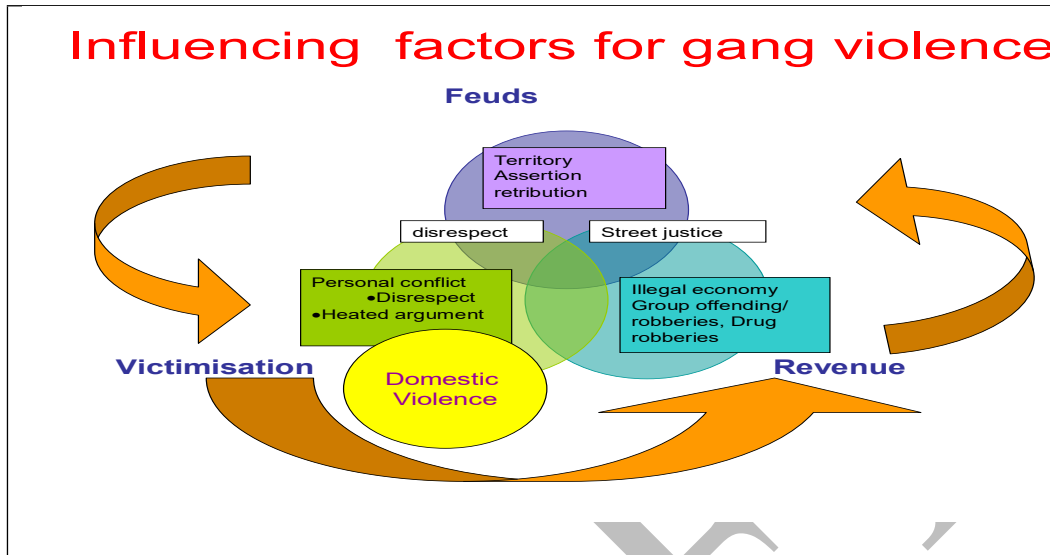 Influencing factors for gang violence
Feuds
Territory
Assertion
retribution
disrespect
Street justice
Personal conflict
•Disrespect
•Heated argument
Illegal economy
Group offending/
robberies, Drug
robberies
Victimisation
Revenue
Domestic
Violence